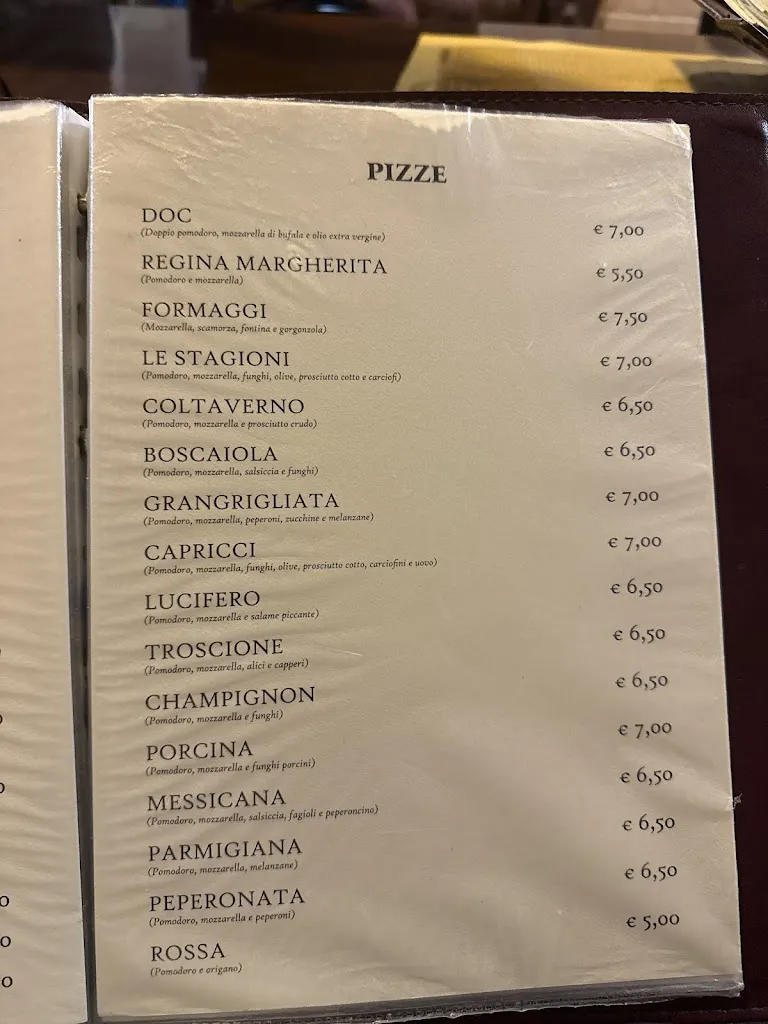 PIZZE
DOC € 7,00
(Doppio pomodoro, mozzarella di bufala e olio extra vergine)
REGINA MARGHERITA € 5,50
(Pomodoro e mozzarella)
FORMAGGI € 7,50
(Mozzarella, scamorza, fontina e gorgonzola)
LE STAGIONI € 7,00
(Pomodoro, mozzarella, funghi, olive, prosciutto cotto e carciofi)
COLTAVERNO € 6,50
(Pomodoro, mozzarella e prosciutto crudo)
BOSCAIOLA € 6,50
(Pomodoro, mozzarella, salsiccia e funghi)
GRANGRIGLIATA € 7,00
(Pomodoro, mozzarella, peperoni, zucchine e melanzane)
CAPRICCI € 7,00
(Pomodoro, mozzarella, funghi, olive, prosciutto cotto, carciofini e uovo)
LUCIFERO € 6,50
(Pomodoro, mozzarella e salame piccante)
TROSCIONE € 6,50
(Pomodoro, mozzarella, alici e capperi)
CHAMPIGNON € 6,50
(Pomodoro, mozzarella e funghi)
PORCINA € 7,00
(Pomodoro, mozzarella e funghi porcini)
MESSICANA € 6,50
(Pomodoro, mozzarella, salsiccia, fagioli e peperoncino)
PARMIGIANA € 6,50
(Pomodoro, mozzarella, melanzane)
PEPERONATA € 6,50
(Pomodoro, mozzarella e peperoni)
ROSSA € 5,00
(Pomodoro e origano)